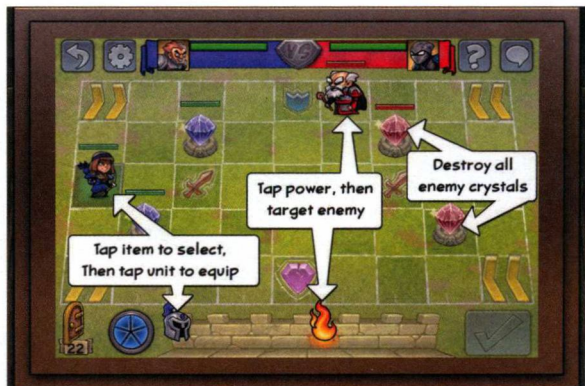 VS
?
Destroy all
enemy crystals
Tap power, then
target enemy
Tap item to select,
Then tap unit to equip
22